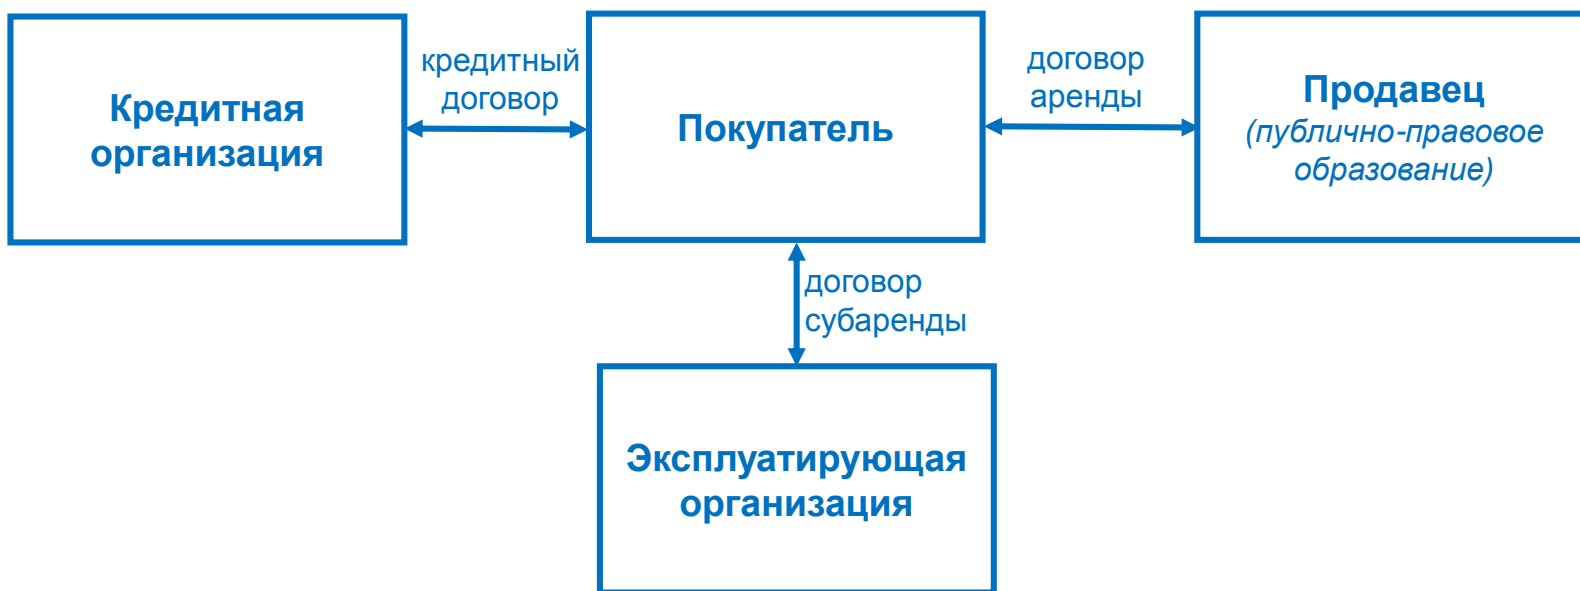 Кредитная
организация
кредитный
договор
Покупатель
договор
аренды
Продавец
(публично-правовое
образование)
договор
субаренды
Эксплуатирующая
организация